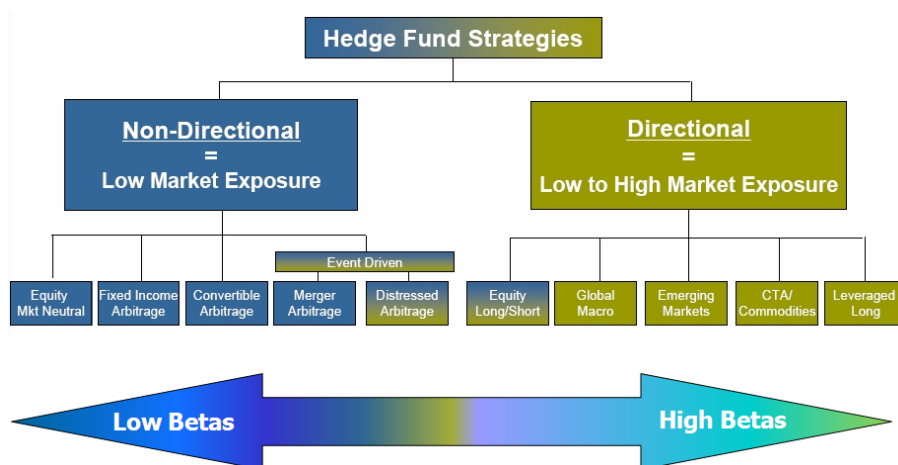 Hedge Fund Strategies
Non-Directional
=
Low Market Exposure
Directional
=
Low to High Market Exposure
Event Driven
Equity
Mkt Neutral
Fixed Income
Arbitrage
Convertible
Arbitrage
Merger
Arbitrage
Distressed
Arbitrage
Equity
Long/Short
Global
Macro
Emerging
Markets
CTA/
Commodities
Leveraged
Long
Low Betas
High Betas